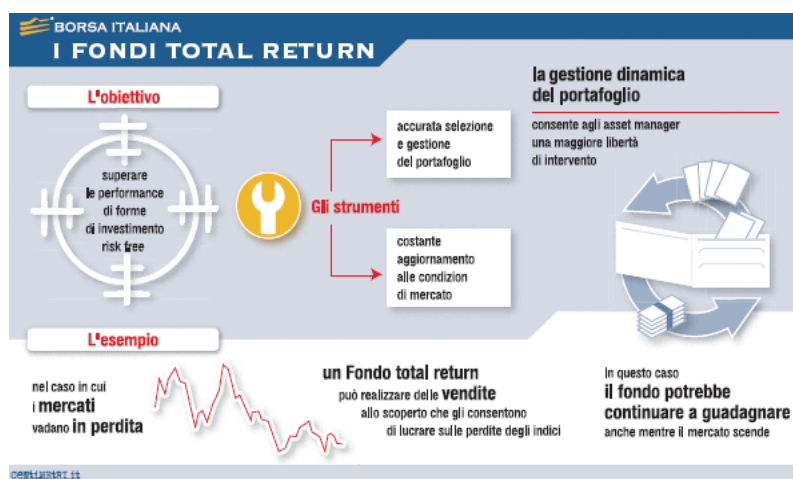 BORSA ITALIANA
I FONDI TOTAL RETURN
L'obiettivo
superare
le performance
di forme
di investimento
risk free
Gli strumenti
accurata selezione
e gestione
del portafoglio
costante
aggiornamento
alle condizion
di mercato
la gestione dinamica
del portafoglio
consente agli asset manager
una maggiore libertà
di intervento
L'esempio
nel caso in cui
i mercati
vadano in perdita
un Fondo total return
può realizzare delle vendite
allo scoperto che gli consentono
di lucrare sulle perdite degli indici
In questo caso
il fondo potrebbe
continuare a guadagnare
anche mentre il mercato scende
centimetri.it